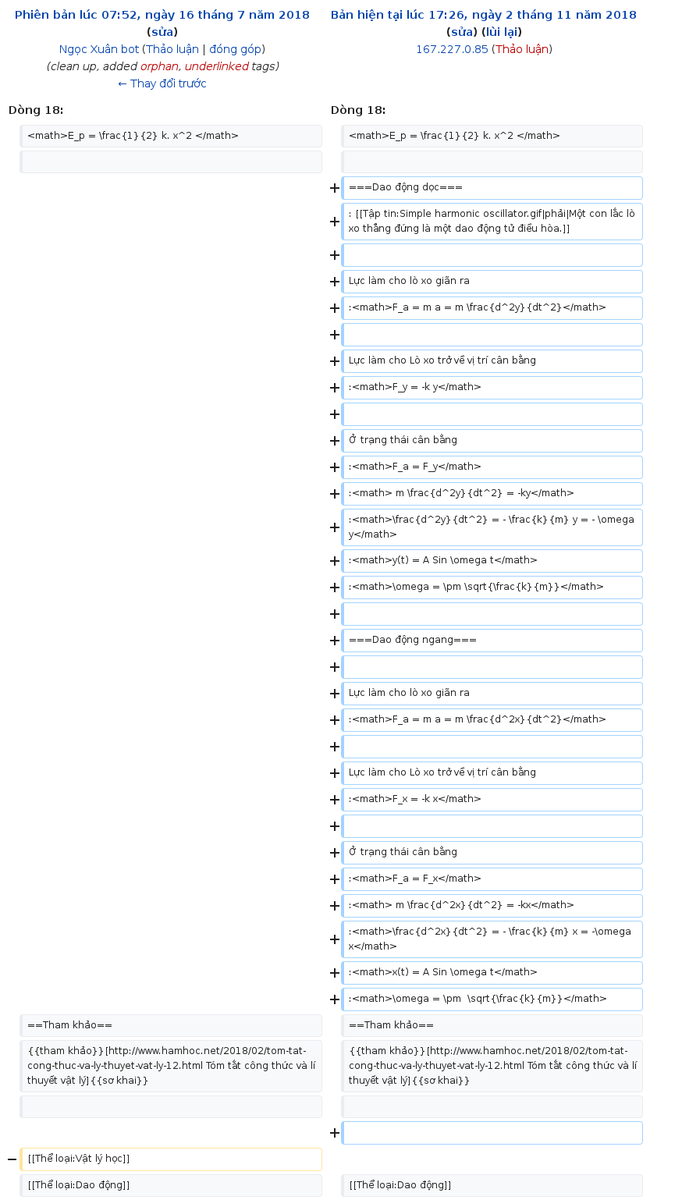 Phiên bản lúc 07:52, ngày 16 tháng 7 năm 2018
(sửa)
Ngọc Xuân bot (Thảo luận | đóng góp)
(clean up, added orphan, underlinked tags)
← Thay đổi trước
Bản hiện tại lúc 17:26, ngày 2 tháng 11 năm 2018
(sửa) (lùi lại)
167.227.0.85 (Thảo luận)
Dòng 18:
Dòng 18:
<math>E_p = \frac{1}{2} k. x^2 </math>
<math>E_p = \frac{1}{2} k. x^2 </math>
+ ===Dao động dọc===
+ : [[Tập tin:Simple harmonic oscillator.gif|phải|Một con lắc lò
xo thẳng đứng là một dao động tử điều hòa.]]
+
+ Lực làm cho lò xo giãn ra
+ :<math>F_a = m a = m \frac{d^2y}{dt^2}</math>
+
+ Lực làm cho Lò xo trở về vị trí cân bằng
+ :<math>F_y = -k y</math>
+
+ Ở trạng thái cân bằng
+ :<math>F_a = F_y</math>
+ :<math> m \frac{d^2y}{dt^2} = -ky</math>
+ :<math>\frac{d^2y}{dt^2} = - \frac{k}{m} y = - \omega
y</math>
+ :<math>y(t) = A Sin \omega t</math>
+ :<math>\omega = \pm \sqrt{\frac{k}{m}}</math>
+
+ ===Dao động ngang===
+
+ Lực làm cho lò xo giãn ra
+ :<math>F_a = m a = m \frac{d^2x}{dt^2}</math>
+
+ Lực làm cho Lò xo trở về vị trí cân bằng
+ :<math>F_x = -k x</math>
+
+ Ở trạng thái cân bằng
+ :<math>F_a = F_x</math>
+ :<math> m \frac{d^2x}{dt^2} = -kx</math>
+ :<math>\frac{d^2x}{dt^2} = - \frac{k}{m} x = -\omega
x</math>
+ :<math>x(t) = A Sin \omega t</math>
+ :<math>\omega = \pm  \sqrt{\frac{k}{m}}</math>
==Tham khảo==
==Tham khảo==
{{tham khảo}}[http://www.hamhoc.net/2018/02/tom-tat-
cong-thuc-va-ly-thuyet-vat-ly-12.html Tóm tắt công thức và lí
thuyết vật lý]{{sơ khai}}
{{tham khảo}}[http://www.hamhoc.net/2018/02/tom-tat-
cong-thuc-va-ly-thuyet-vat-ly-12.html Tóm tắt công thức và lí
thuyết vật lý]{{sơ khai}}
+
− [[Thể loại:Vật lý học]]
[[Thể loại:Dao động]]
[[Thể loại:Dao động]]